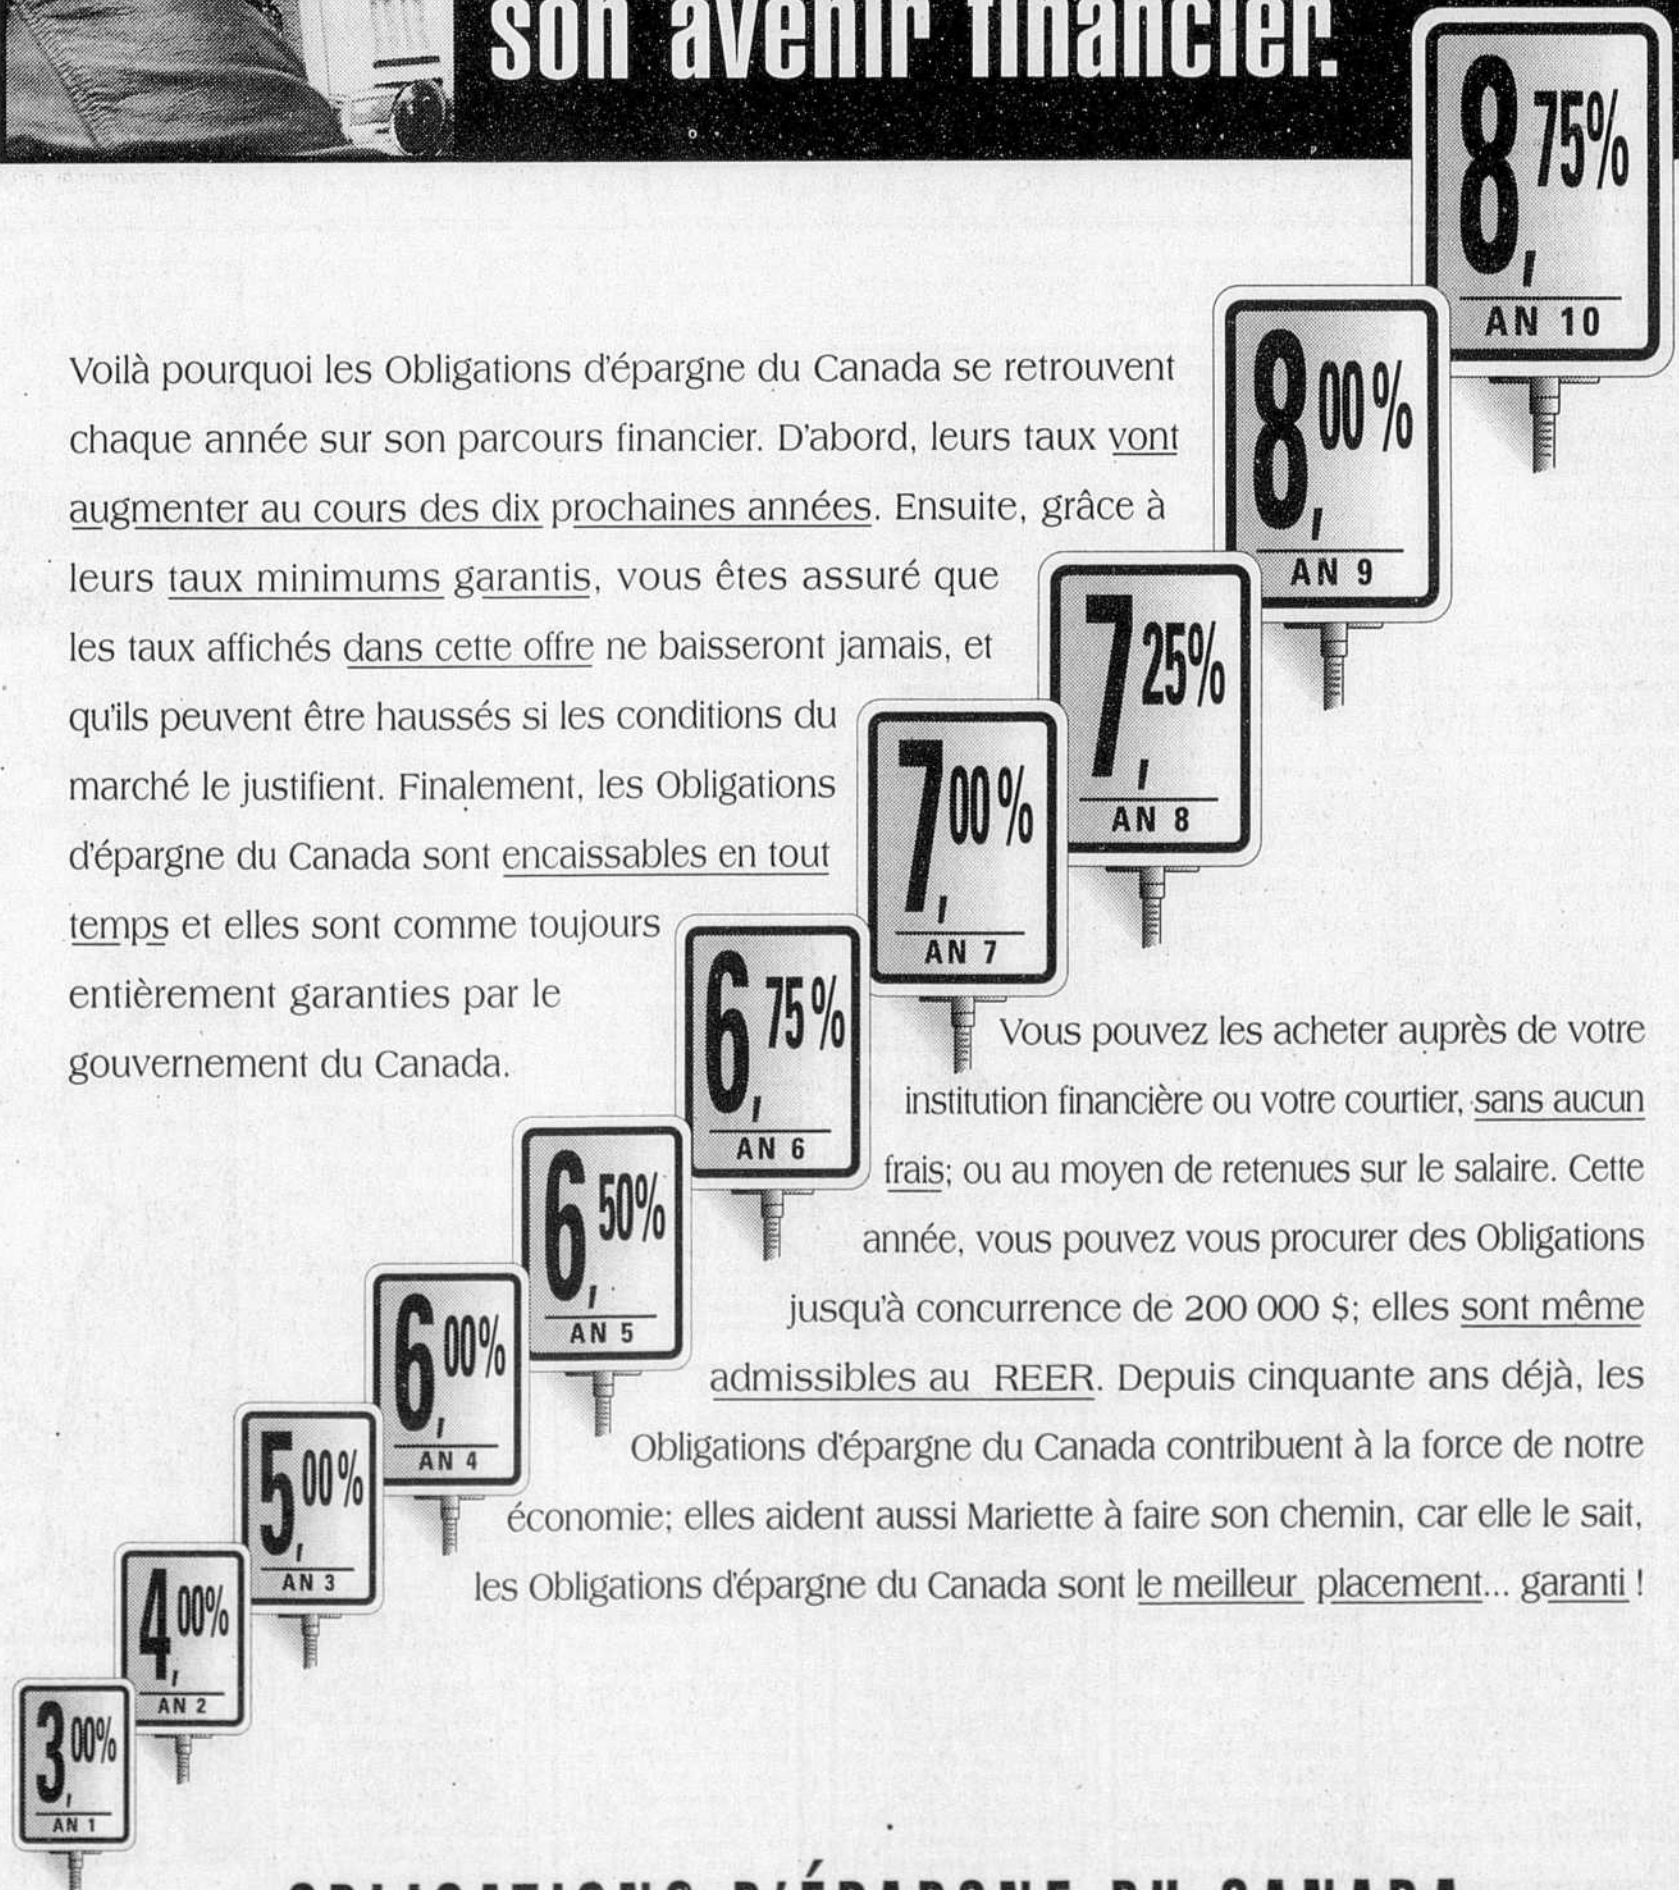 son avenir financier.
8,75%
AN 10
8,00%
AN 9
7,25%
AN 8
7,00%
AN 7
6,75%
AN 6
6,50%
AN 5
6,00%
AN 4
5,00%
AN 3
4,00%
AN 2
3,00%
AN 1
Voilà pourquoi les Obligations d'épargne du Canada se retrouvent
chaque année sur son parcours financier. D'abord, leurs taux vont
augmenter au cours des dix prochaines années. Ensuite, grâce à
leurs taux minimums garantis, vous êtes assuré que
les taux affichés dans cette offre ne baisseront jamais, et
qu'ils peuvent être haussés si les conditions du
marché le justifient. Finalement, les Obligations
d'épargne du Canada sont encaissables en tout
temps et elles sont comme toujours
entièrement garanties par le
gouvernement du Canada.
Vous pouvez les acheter auprès de votre
institution financière ou votre courtier, sans aucun
frais; ou au moyen de retenues sur le salaire. Cette
année, vous pouvez vous procurer des Obligations
jusqu'à concurrence de 200 000 $; elles sont même
admissibles au REER. Depuis cinquante ans déjà, les
Obligations d'épargne du Canada contribuent à la force de notre
économie; elles aident aussi Mariette à faire son chemin, car elle le sait,
les Obligations d'épargne du Canada sont le meilleur placement... garanti !
OBLIGATIONS D'ÉPARGNE DU CANADA